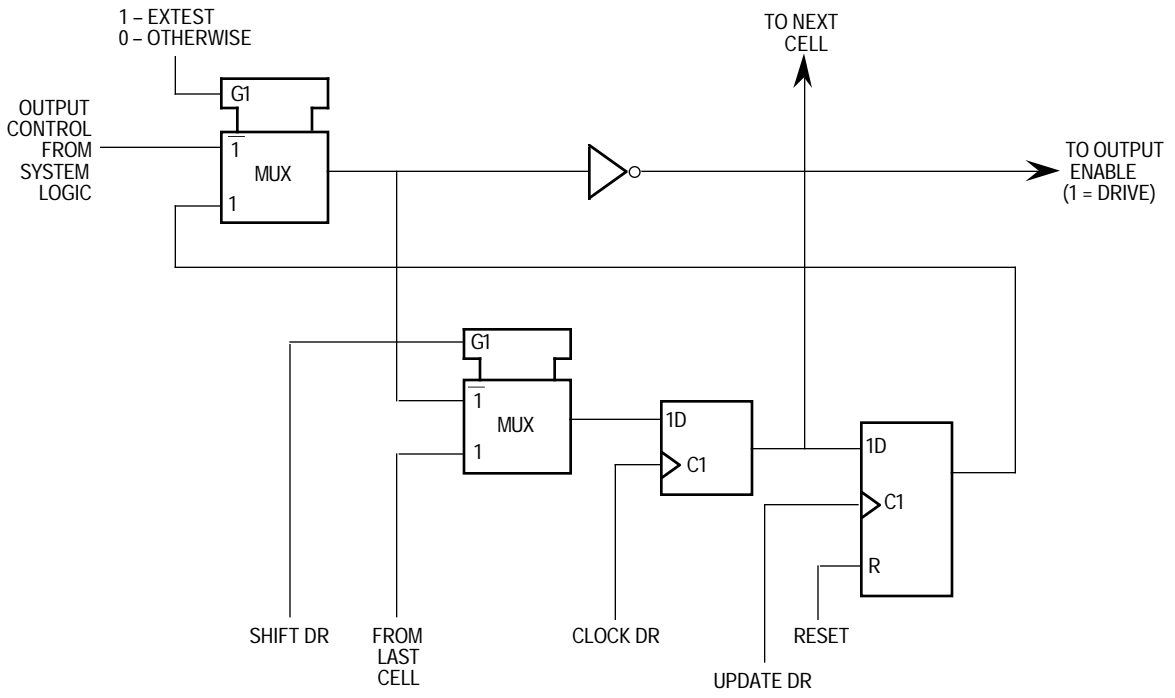 1 – EXTEST
0 – OTHERWISE
TO NEXT
CELL
G1
OUTPUT
CONTROL
FROM
SYSTEM
LOGIC
1
MUX
1
TO OUTPUT
ENABLE
(1 = DRIVE)
G1
1
MUX
1
1D
C1
1D
C1
R
SHIFT DR
FROM
LAST
CELL
CLOCK DR
RESET
UPDATE DR